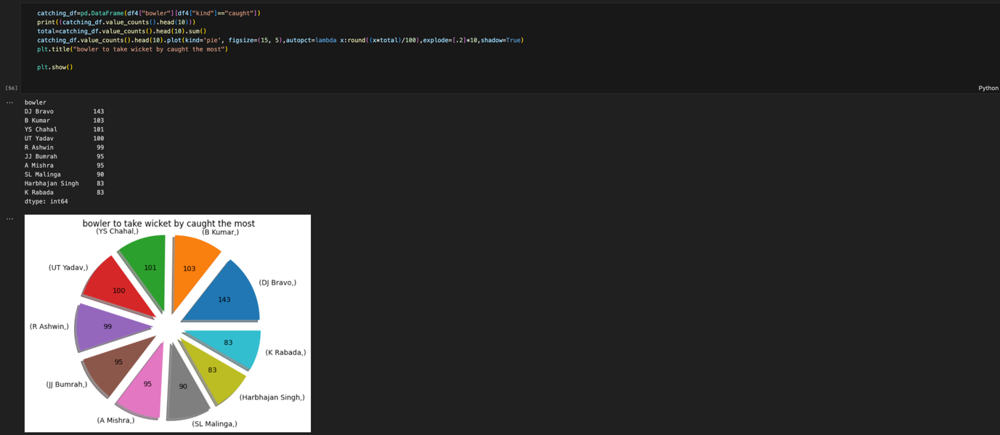 catching_df=pd.DataFrame(df4["bowler"][df4["kind"]=="caught"])
print((catching_df.value_counts().head(10)))
total=catching_df.value_counts().head(10).sum()
catching_df.value_counts().head(10).plot(kind='pie', figsize=(15, 5),autopct=lambda x:round((x*total)/100),explode=[.2]*10,shadow=True)
plt.title("bowler to take wicket by caught the most")
plt.show()
[56]
Python
...
bowler
DJ Bravo 143
B Kumar 103
YS Chahal 101
UT Yadav 100
R Ashwin 99
JJ Bumrah 95
A Mishra 95
SL Malinga 90
Harbhajan Singh 83
K Rabada 83
dtype: int64
...
bowler to take wicket by caught the most
(YS Chahal,)
(B Kumar,)
(UT Yadav,)
101
103
(DJ Bravo,)
100
143
(R Ashwin,)
99
83
(K Rabada,)
95
83
(JJ Bumrah,)
95
90
(Harbhajan Singh,)
(A Mishra,)
(SL Malinga,)